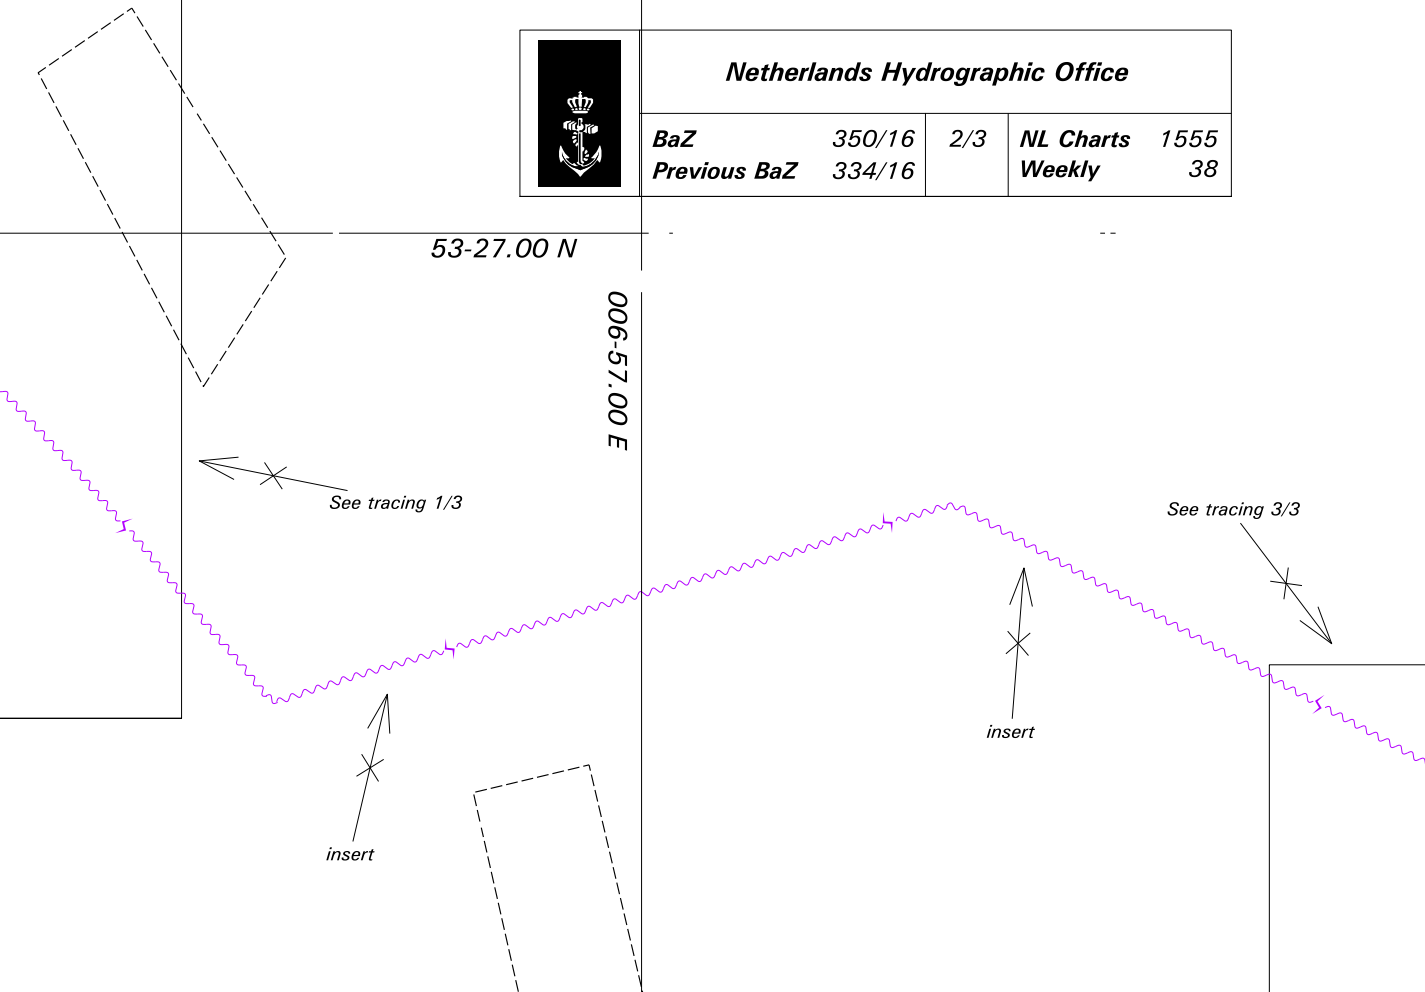 Netherlands Hydrographic Office
BaZ 350/16 2/3 NL Charts 1555
Previous BaZ 334/16 Weekly 38
53-27.00 N
006-57.00 E
See tracing 1/3
See tracing 3/3
insert
insert